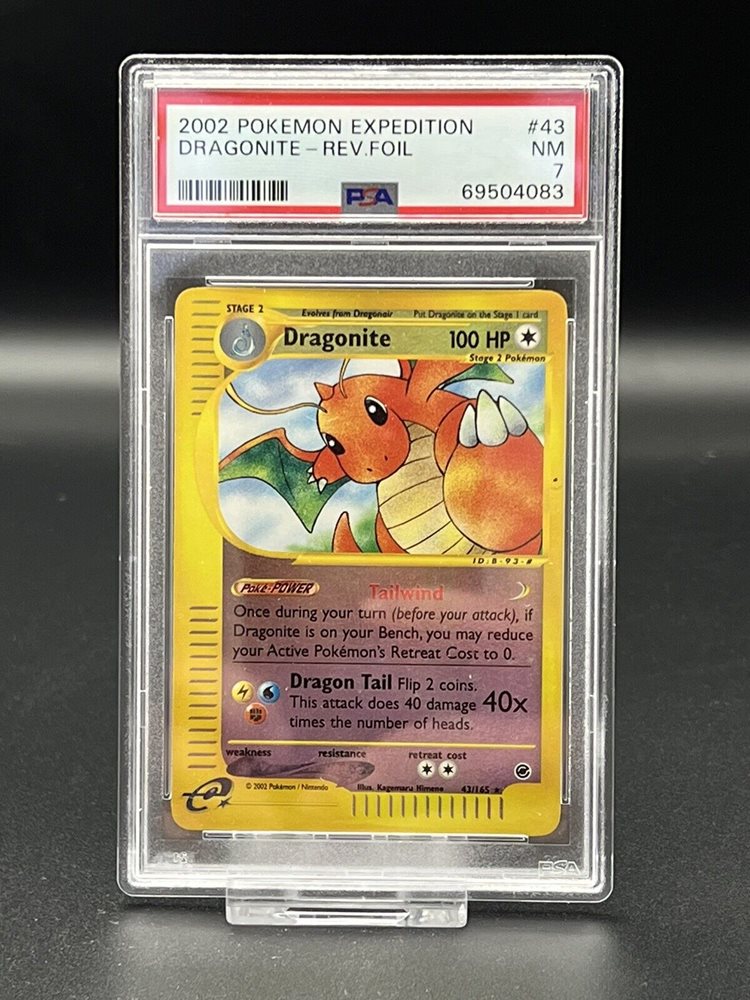 2002 POKEMON EXPEDITION #43
DRAGONITE – REV.FOIL NM
7
PSA 69504083
STAGE 2 Evolves from Dragonair Put Dragonite on the Stage 1 card
Dragonite 100 HP
Stage 2 Pokémon
ID:B-93-#
Poké-POWER Tailwind
Once during your turn (before your attack), if
Dragonite is on your Bench, you may reduce
your Active Pokémon's Retreat Cost to 0.
Dragon Tail Flip 2 coins.
This attack does 40 damage 40x
times the number of heads.
weakness resistance retreat cost
© 2002 Pokémon / Nintendo Illus. Kagemaru Himeno 43/165 ★
e
PSA